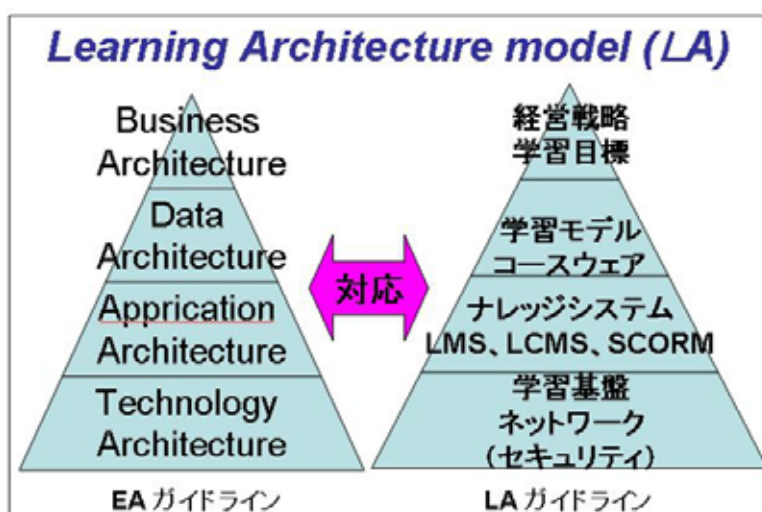 Learning Architecture model (LA)
Business
Architecture
Data
Architecture
Apprication
Architecture
Technology
Architecture
EA ガイドライン
対応
経営戦略
学習目標
学習モデル
コースウェア
ナレッジシステム
LMS、LCMS、SCORM
学習基盤
ネットワーク
(セキュリティ)
LA ガイドライン